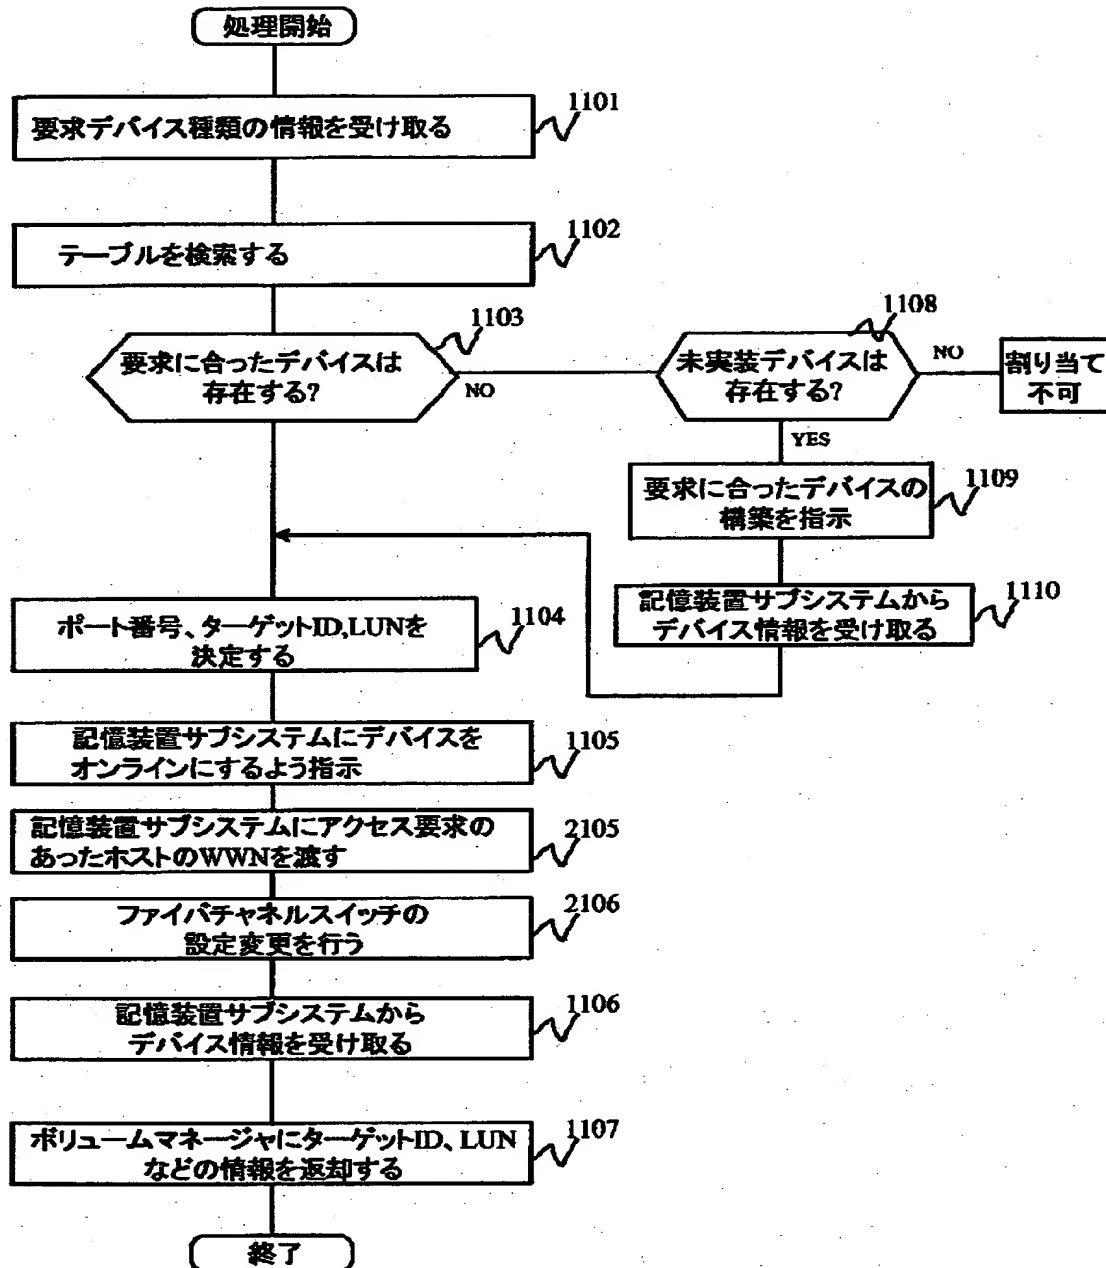 処理開始
1101
要求デバイス種類の情報を受け取る
1102
テーブルを検索する
1103
要求に合ったデバイスは
存在する?
NO
1108
未実装デバイスは
存在する?
NO
割り当て
不可
YES
1109
要求に合ったデバイスの
構築を指示
1110
記憶装置サブシステムから
デバイス情報を受け取る
1104
ポート番号、ターゲットID,LUNを
決定する
1105
記憶装置サブシステムにデバイスを
オンラインにするよう指示
2105
記憶装置サブシステムにアクセス要求の
あったホストのWWNを渡す
2106
ファイバチャネルスイッチの
設定変更を行う
1106
記憶装置サブシステムから
デバイス情報を受け取る
1107
ボリュームマネージャにターゲットID、LUN
などの情報を返却する
終了